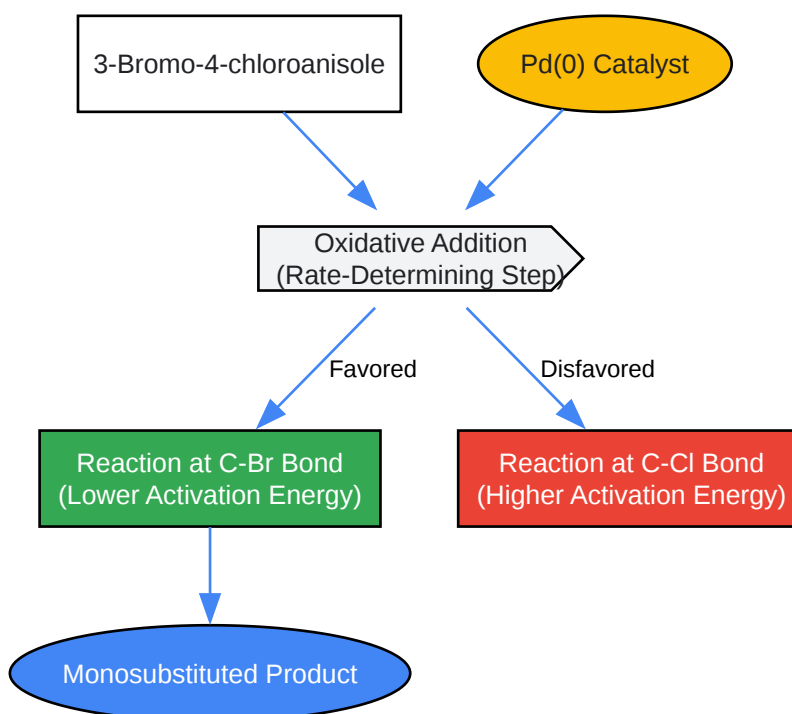 3-Bromo-4-chloroanisole
Pd(0) Catalyst
Oxidative Addition
(Rate-Determining Step)
Favored
Disfavored
Reaction at C-Br Bond
(Lower Activation Energy)
Reaction at C-Cl Bond
(Higher Activation Energy)
Monosubstituted Product